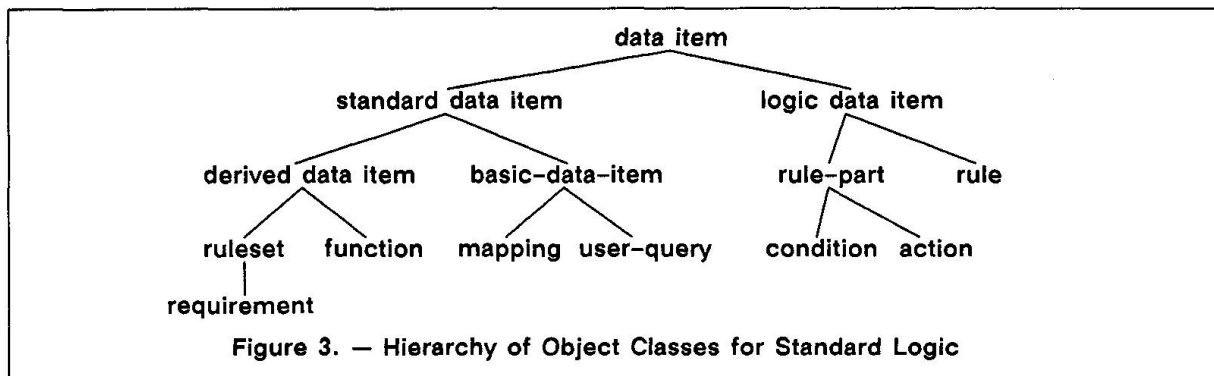 data item
standard data item logic data item
derived data item basic-data-item rule-part rule
ruleset function mapping user-query condition action
requirement
Figure 3. — Hierarchy of Object Classes for Standard Logic